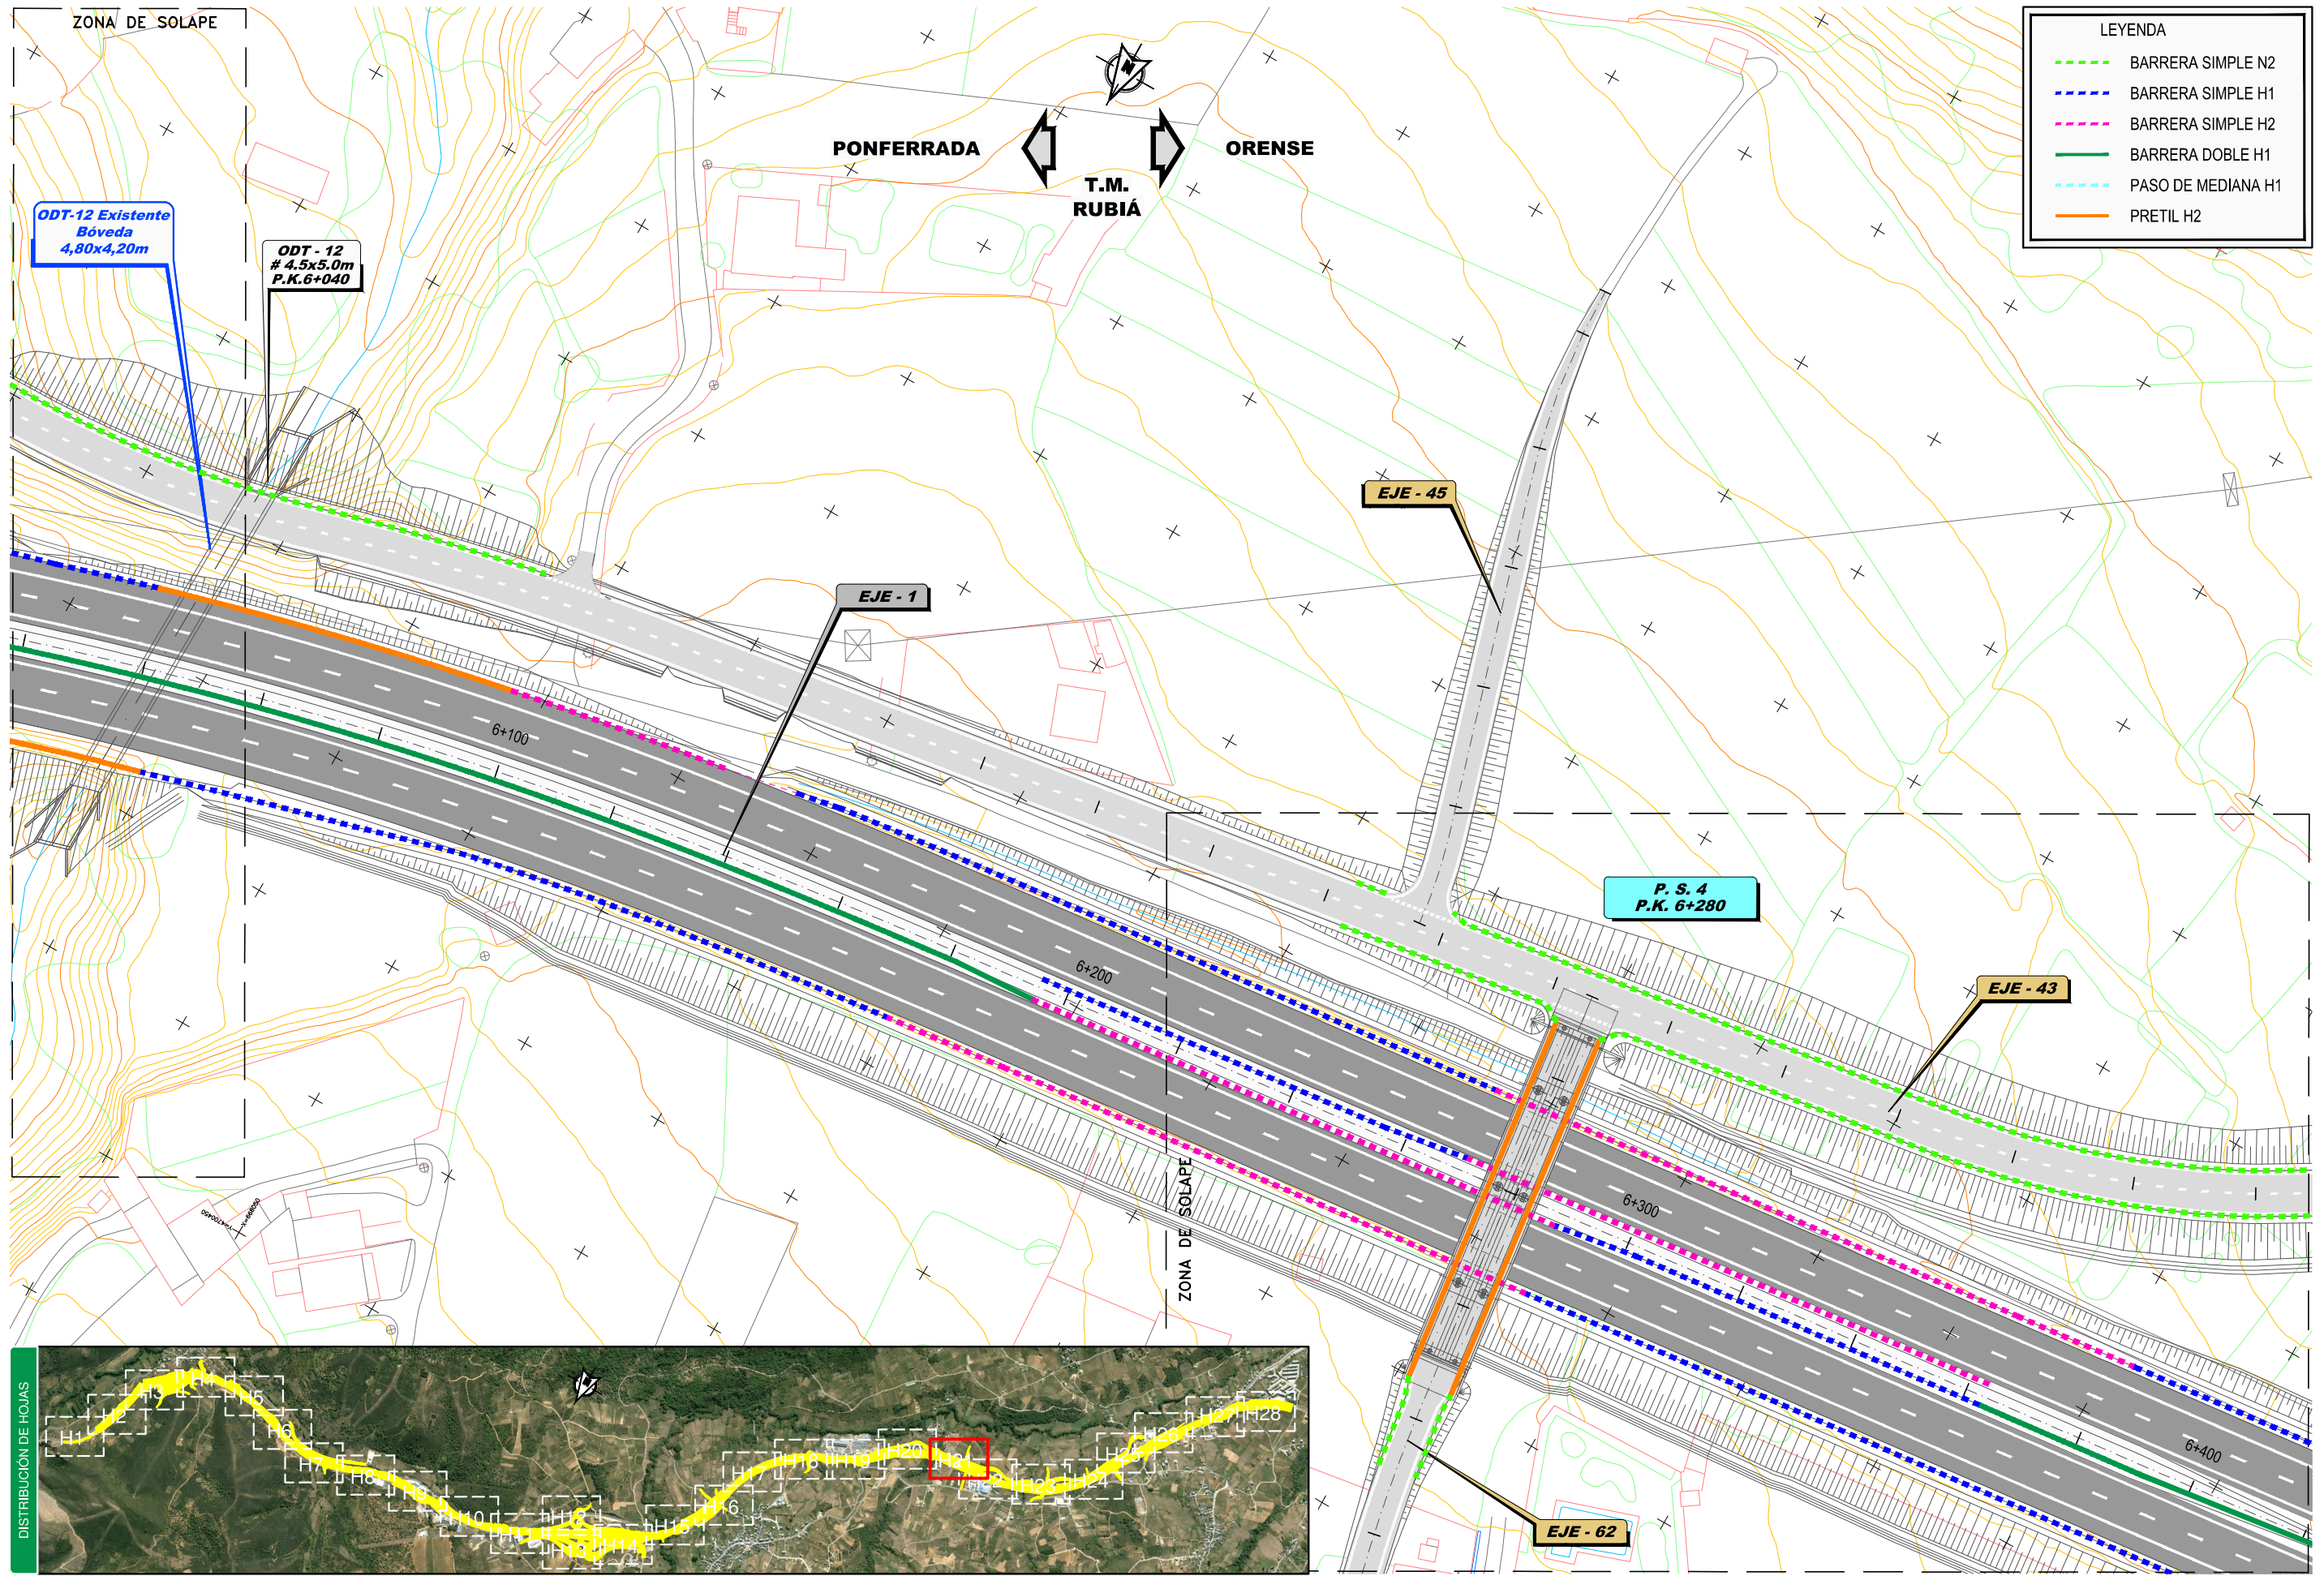 ZONA DE SOLAPE
LEYENDA
BARRERA SIMPLE N2
BARRERA SIMPLE H1
BARRERA SIMPLE H2
BARRERA DOBLE H1
PASO DE MEDIANA H1
PRETIL H2
N
PONFERRADA
ORENSE
T.M.
RUBIÁ
ODT-12 Existente
Bóveda
4,80x4,20m
ODT - 12
# 4.5x5.0m
P.K.6+040
EJE - 45
EJE - 1
6+100
P. S. 4
P.K. 6+280
6+200
EJE - 43
ZONA DE SOLAPE
6+300
6+400
EJE - 62
DISTRIBUCIÓN DE HOJAS
H1
H2
H3
H4
H5
H6
H7
H8
H9
H10
H11
H12
H13
H14
H15
H16
H17
H18
H19
H20
H21
H23
H24
H25
H26
H27
H28